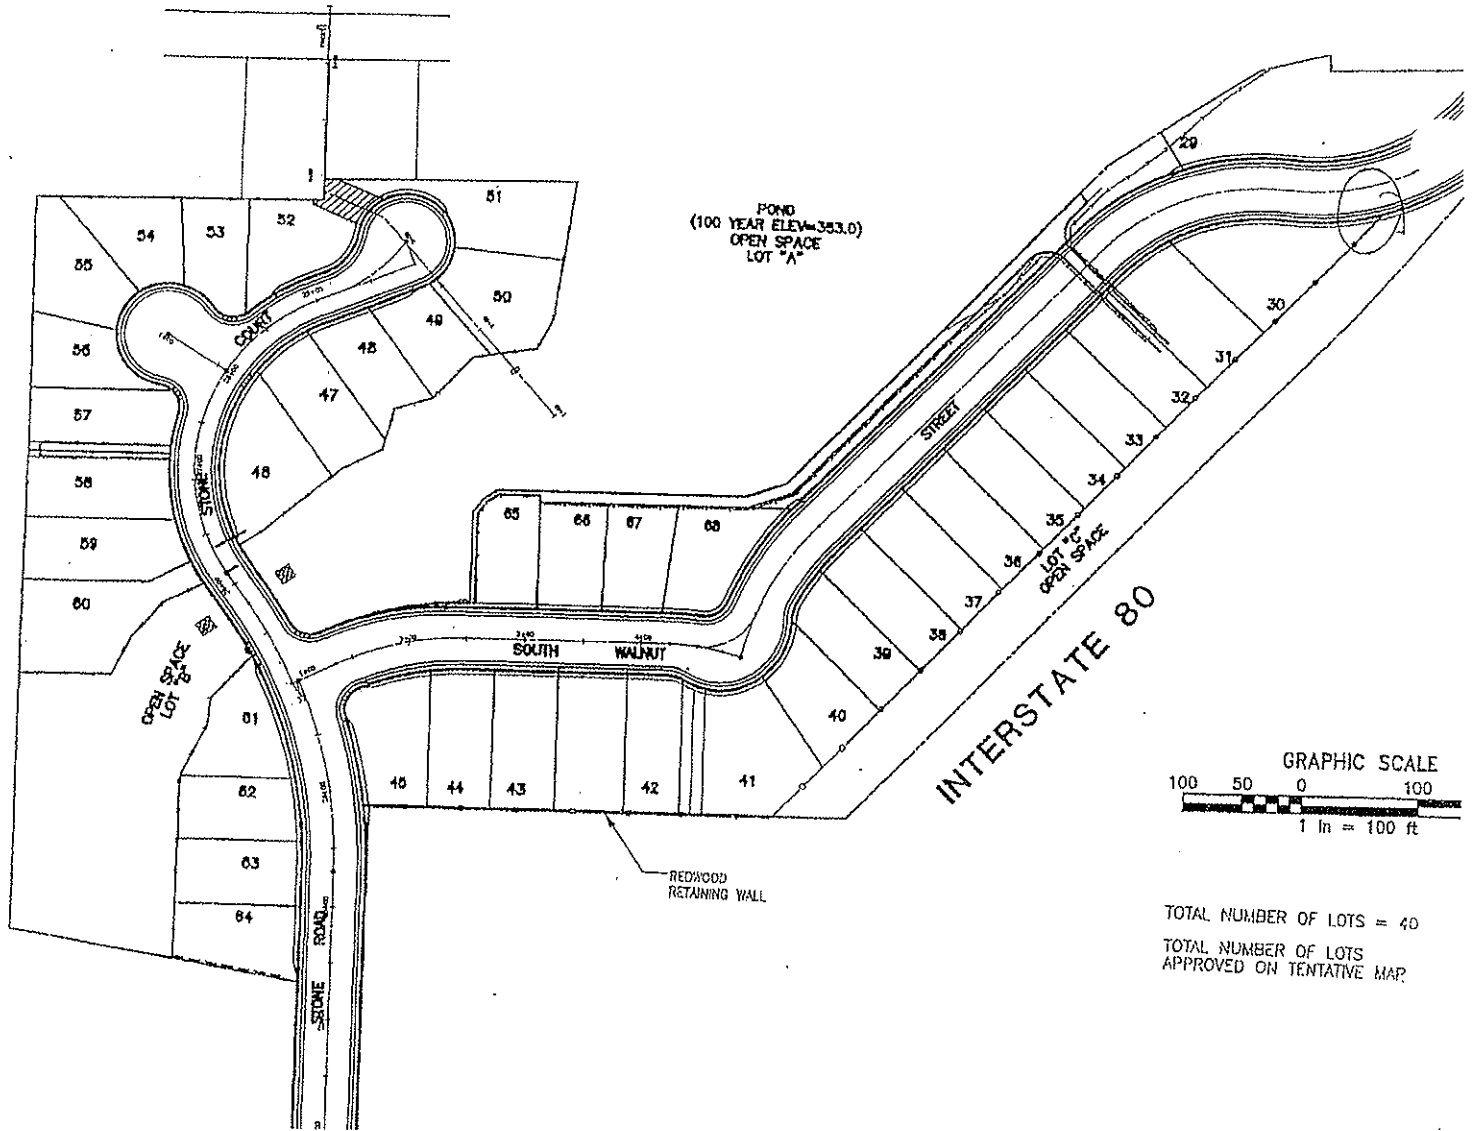 51
52
53
54
55
29
POND
(100 YEAR ELEV=353.0)
OPEN SPACE
LOT "A"
50
49
48
47
46
COURT
56
57
58
59
60
STONE
30
31
32
33
34
35
36
37
38
39
40
STREET
LOT "C"
OPEN SPACE
65
66
67
68
OPEN SPACE
LOT "B"
SOUTH WALNUT
61
62
63
64
45
44
43
42
41
INTERSTATE 80
GRAPHIC SCALE
100 50 0 100
1 in = 100 ft
REDWOOD
RETAINING WALL
STONE ROAD
TOTAL NUMBER OF LOTS = 40
TOTAL NUMBER OF LOTS
APPROVED ON TENTATIVE MAP